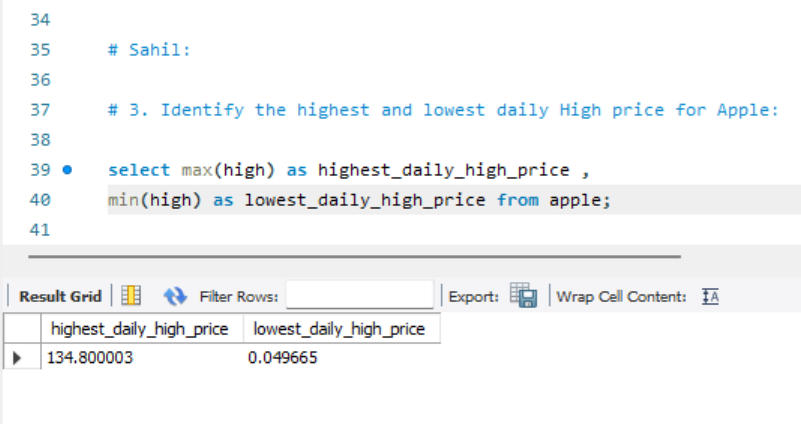 34
35 # Sahil:
36
37 # 3. Identify the highest and lowest daily High price for Apple:
38
39 select max(high) as highest_daily_high_price ,
40 min(high) as lowest_daily_high_price from apple;
41
Result Grid Filter Rows: Export: Wrap Cell Content: IA
highest_daily_high_price lowest_daily_high_price
134.800003 0.049665